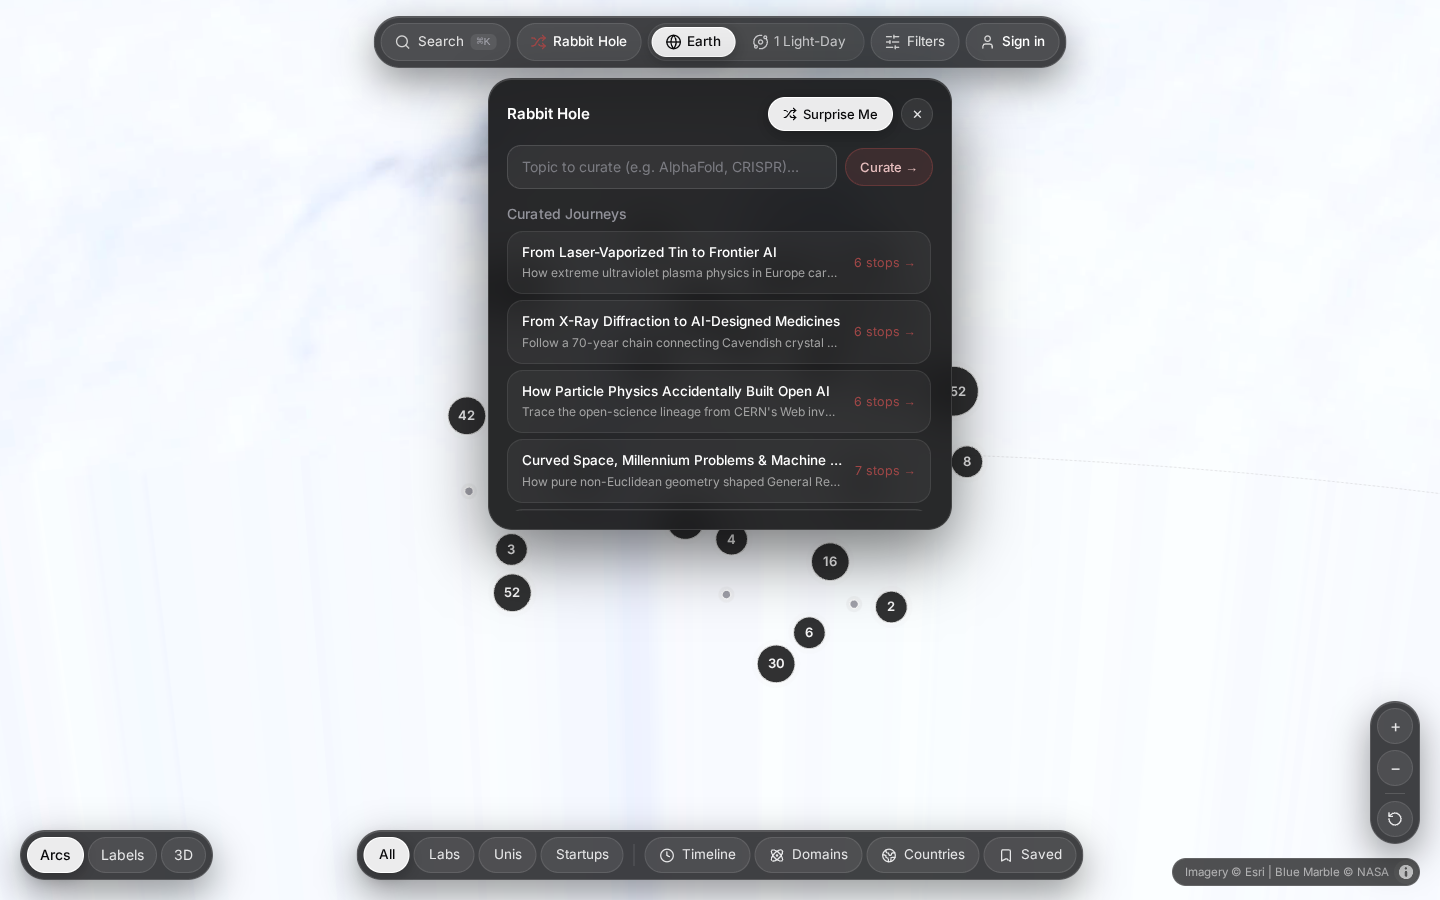 Search ⌘K
Rabbit Hole
Earth
1 Light-Day
Filters
Sign in
Rabbit Hole
Surprise Me
Topic to curate (e.g. AlphaFold, CRISPR)...
Curate →
Curated Journeys
From Laser-Vaporized Tin to Frontier AI
How extreme ultraviolet plasma physics in Europe car...
6 stops →
From X-Ray Diffraction to AI-Designed Medicines
Follow a 70-year chain connecting Cavendish crystal ...
6 stops →
How Particle Physics Accidentally Built Open AI
Trace the open-science lineage from CERN's Web inv...
6 stops →
Curved Space, Millennium Problems & Machine ...
How pure non-Euclidean geometry shaped General Re...
7 stops →
42
52
8
3
4
16
52
2
6
30
+
−
Arcs
Labels
3D
All
Labs
Unis
Startups
Timeline
Domains
Countries
Saved
Imagery © Esri | Blue Marble © NASA